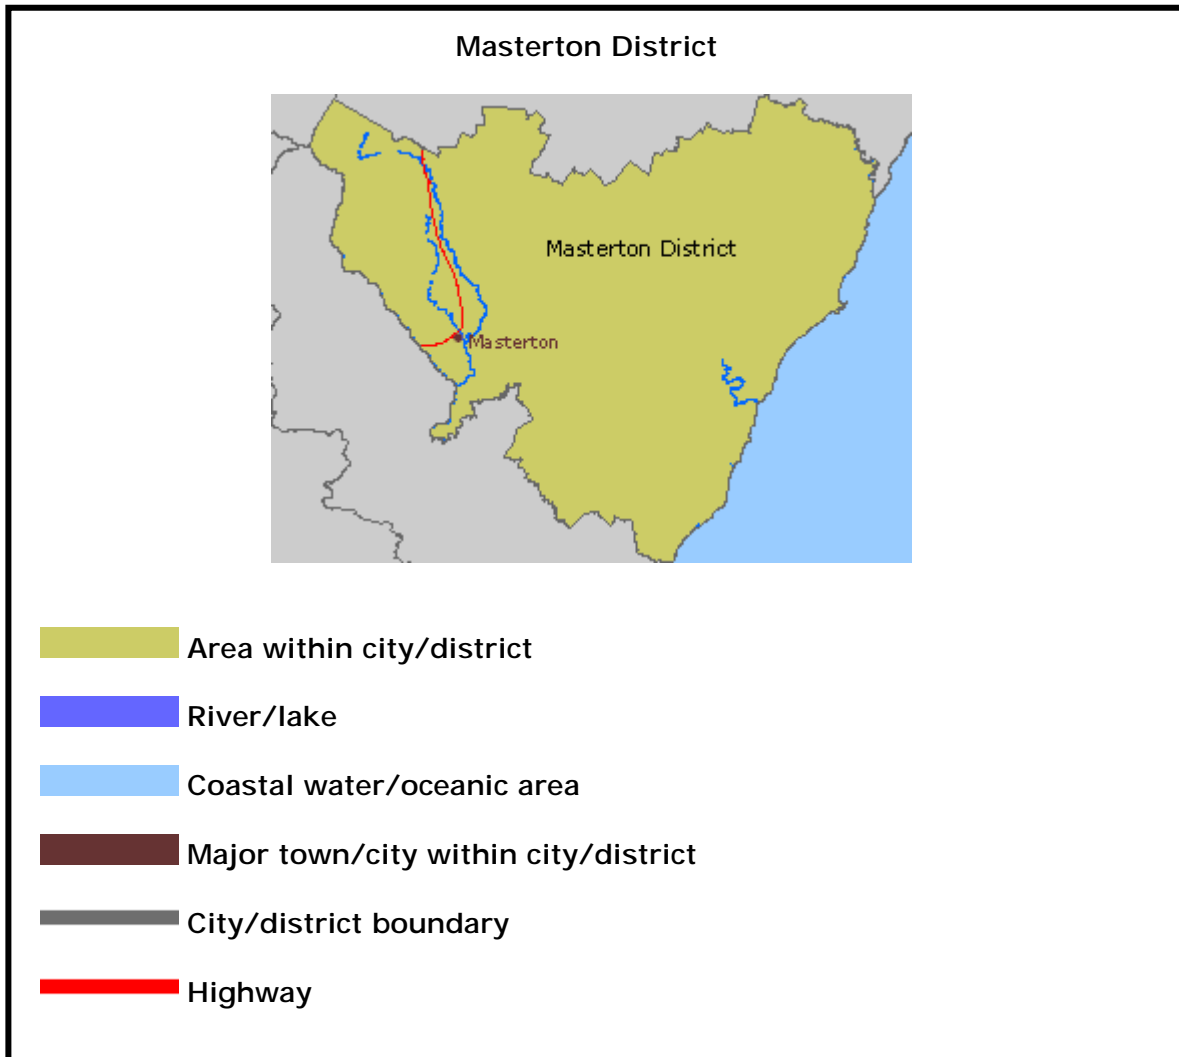 Masterton District
Masterton District
Masterton
Area within city/district
River/lake
Coastal water/oceanic area
Major town/city within city/district
City/district boundary
Highway